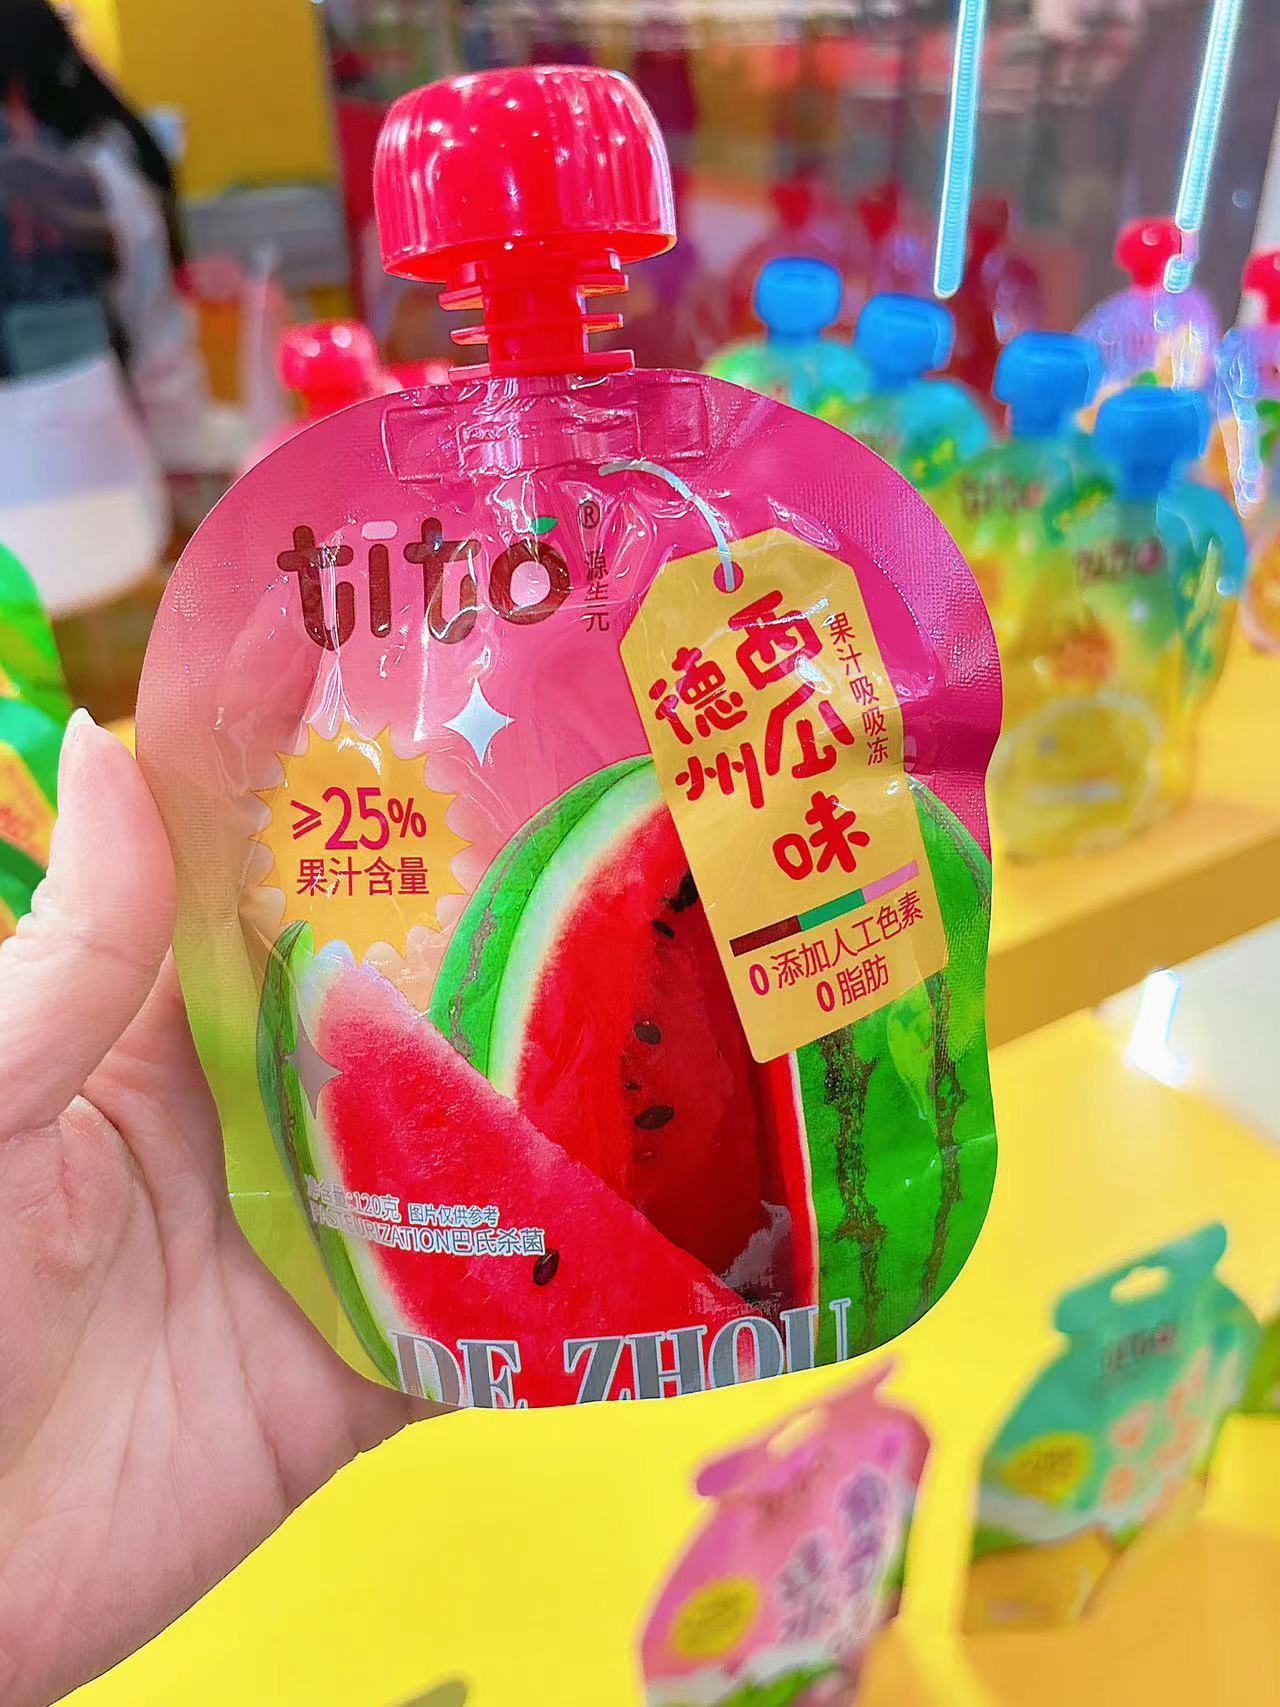 tito®
源生元
德州
西瓜
味
果汁吸吸冻
≥25%
果汁含量
0添加人工色素
0脂肪
含量:120克 图片仅供参考
PASTEURIZATION巴氏杀菌
DE ZHOU
tito